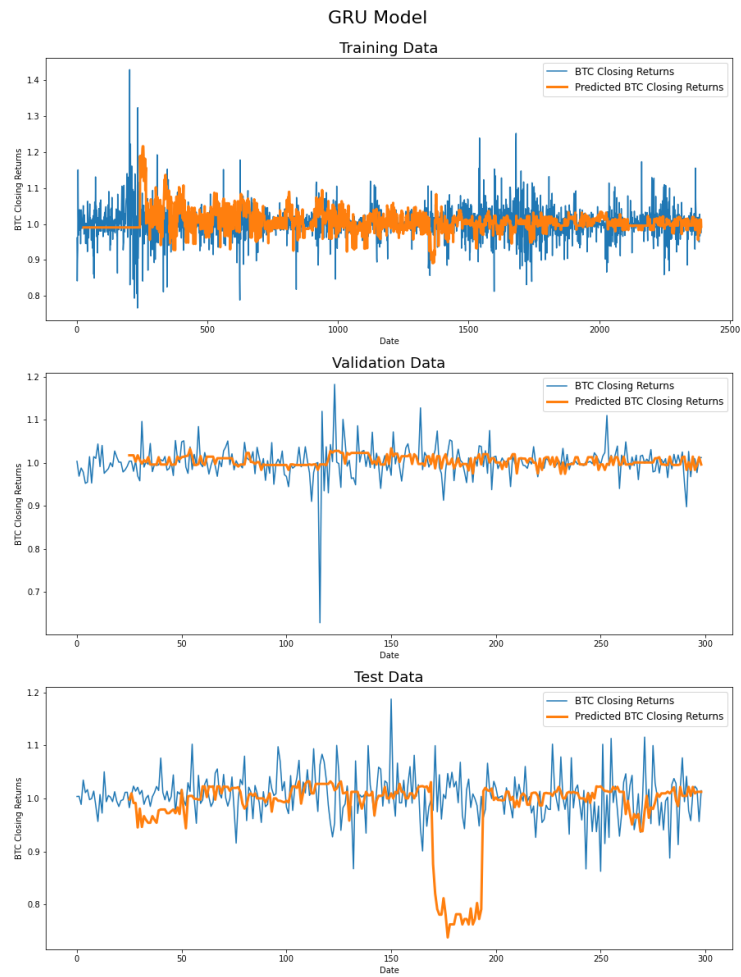 GRU Model
Training Data
BTC Closing Returns
Predicted BTC Closing Returns
BTC Closing Returns
1.4
1.3
1.2
1.1
1.0
0.9
0.8
0
500
1000
1500
2000
2500
Date
Validation Data
BTC Closing Returns
Predicted BTC Closing Returns
BTC Closing Returns
1.2
1.1
1.0
0.9
0.8
0.7
0
50
100
150
200
250
300
Date
Test Data
BTC Closing Returns
Predicted BTC Closing Returns
BTC Closing Returns
1.2
1.1
1.0
0.9
0.8
0
50
100
150
200
250
300
Date